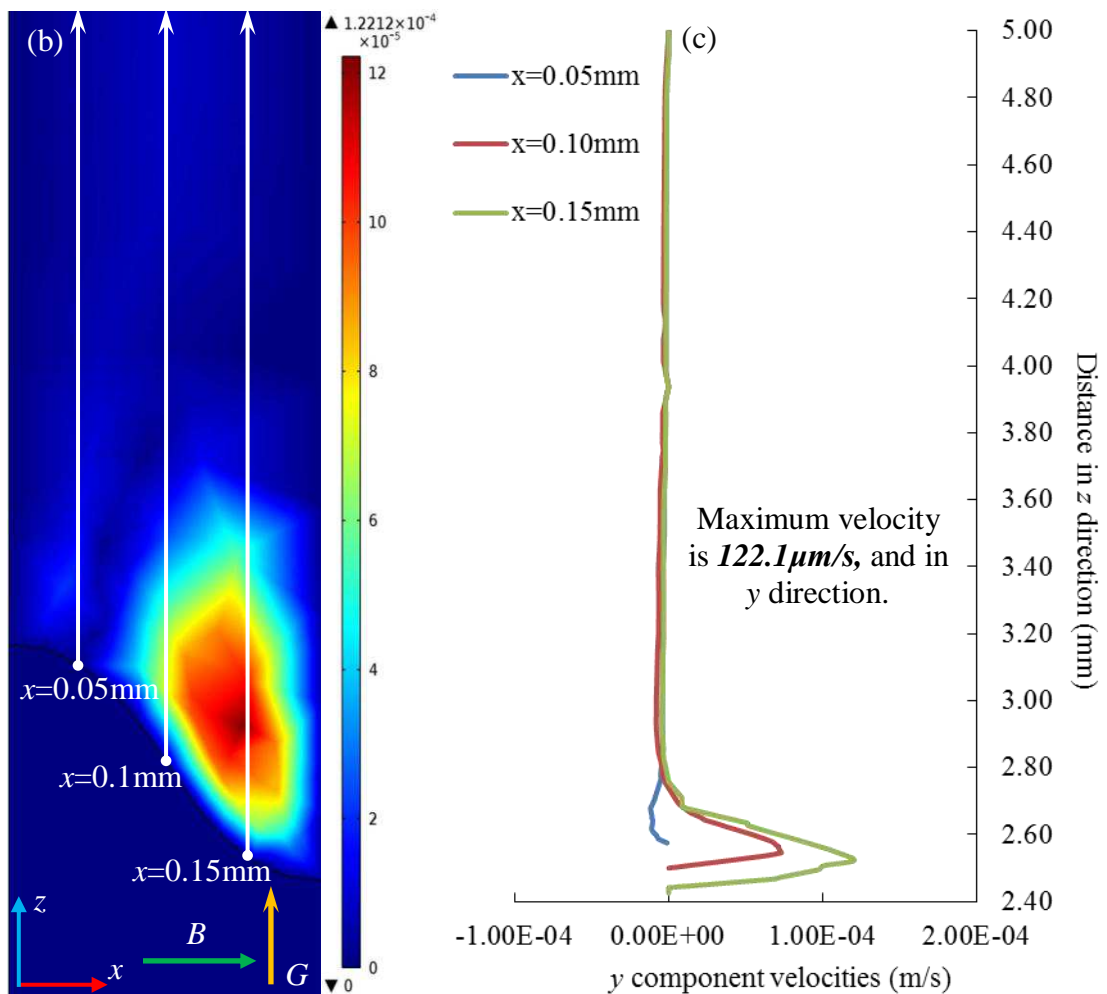 (b)
▲ 1.2212×10⁻⁴
×10⁻⁵
12
10
8
6
4
2
0
▼ 0
x=0.05mm
x=0.1mm
x=0.15mm
z
x
B
G
(c)
x=0.05mm
x=0.10mm
x=0.15mm
Maximum velocity
is 122.1μm/s, and in
y direction.
5.00
4.80
4.60
4.40
4.20
4.00
3.80
3.60
3.40
3.20
3.00
2.80
2.60
2.40
Distance in z direction (mm)
-1.00E-04 0.00E+00 1.00E-04 2.00E-04
y component velocities (m/s)